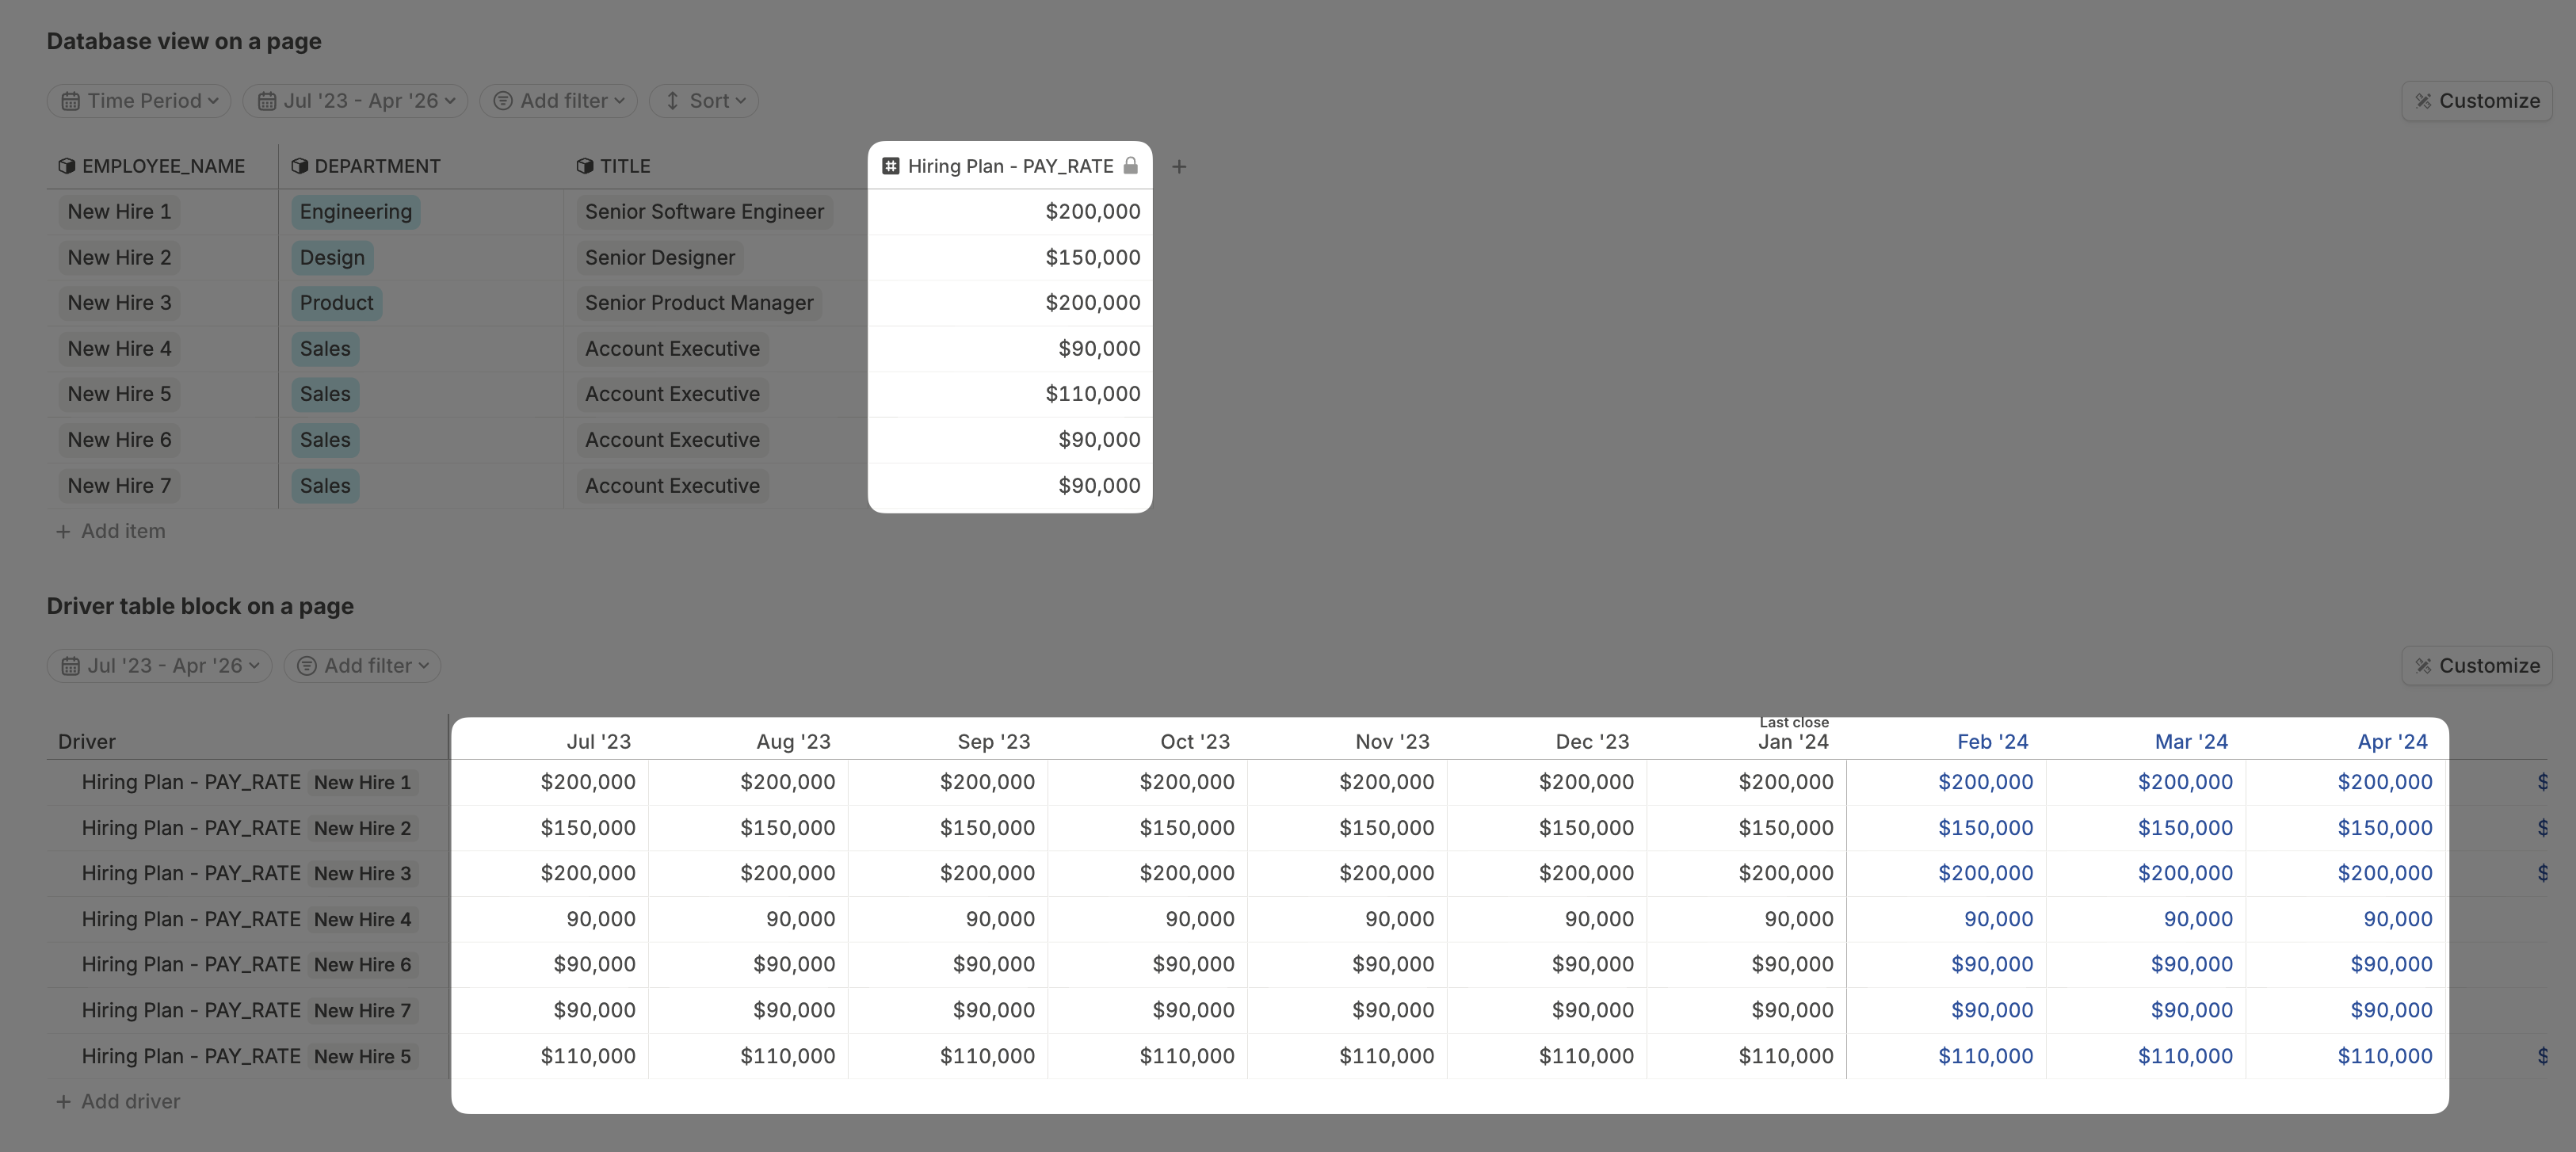 Database view on a page
Time Period Jul '23 - Apr '26 Add filter Sort Customize
EMPLOYEE_NAME DEPARTMENT TITLE Hiring Plan - PAY_RATE +
New Hire 1 Engineering Senior Software Engineer $200,000
New Hire 2 Design Senior Designer $150,000
New Hire 3 Product Senior Product Manager $200,000
New Hire 4 Sales Account Executive $90,000
New Hire 5 Sales Account Executive $110,000
New Hire 6 Sales Account Executive $90,000
New Hire 7 Sales Account Executive $90,000
+ Add item
Driver table block on a page
Jul '23 - Apr '26 Add filter Customize
Last close
Driver Jul '23 Aug '23 Sep '23 Oct '23 Nov '23 Dec '23 Jan '24 Feb '24 Mar '24 Apr '24
Hiring Plan - PAY_RATE New Hire 1 $200,000 $200,000 $200,000 $200,000 $200,000 $200,000 $200,000 $200,000 $200,000 $200,000 $
Hiring Plan - PAY_RATE New Hire 2 $150,000 $150,000 $150,000 $150,000 $150,000 $150,000 $150,000 $150,000 $150,000 $150,000 $
Hiring Plan - PAY_RATE New Hire 3 $200,000 $200,000 $200,000 $200,000 $200,000 $200,000 $200,000 $200,000 $200,000 $200,000 $
Hiring Plan - PAY_RATE New Hire 4 90,000 90,000 90,000 90,000 90,000 90,000 90,000 90,000 90,000 90,000
Hiring Plan - PAY_RATE New Hire 6 $90,000 $90,000 $90,000 $90,000 $90,000 $90,000 $90,000 $90,000 $90,000 $90,000
Hiring Plan - PAY_RATE New Hire 7 $90,000 $90,000 $90,000 $90,000 $90,000 $90,000 $90,000 $90,000 $90,000 $90,000
Hiring Plan - PAY_RATE New Hire 5 $110,000 $110,000 $110,000 $110,000 $110,000 $110,000 $110,000 $110,000 $110,000 $110,000 $
+ Add driver